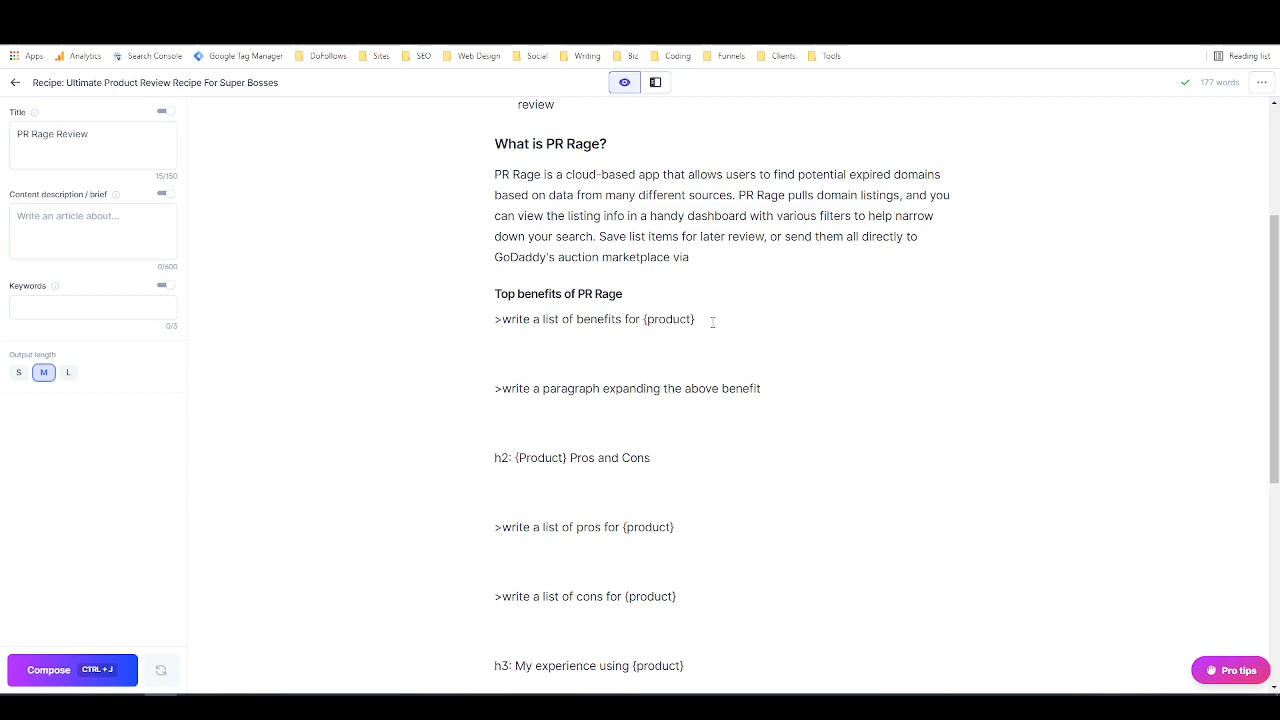 Apps Analytics Search Console Google Tag Manager DoFollows Sites SEO Web Design Social Writing Biz Coding Funnels Clients Tools Reading list
Recipe: Ultimate Product Review Recipe For Super Bosses
177 words
Title
PR Rage Review
15/150
Content description / brief
Write an article about...
0/600
Keywords
0/3
Output length
S M L
Compose CTRL + J
review
What is PR Rage?
PR Rage is a cloud-based app that allows users to find potential expired domains
based on data from many different sources. PR Rage pulls domain listings, and you
can view the listing info in a handy dashboard with various filters to help narrow
down your search. Save list items for later review, or send them all directly to
GoDaddy's auction marketplace via
Top benefits of PR Rage
>write a list of benefits for {product}
>write a paragraph expanding the above benefit
h2: {Product} Pros and Cons
>write a list of pros for {product}
>write a list of cons for {product}
h3: My experience using {product}
Pro tips